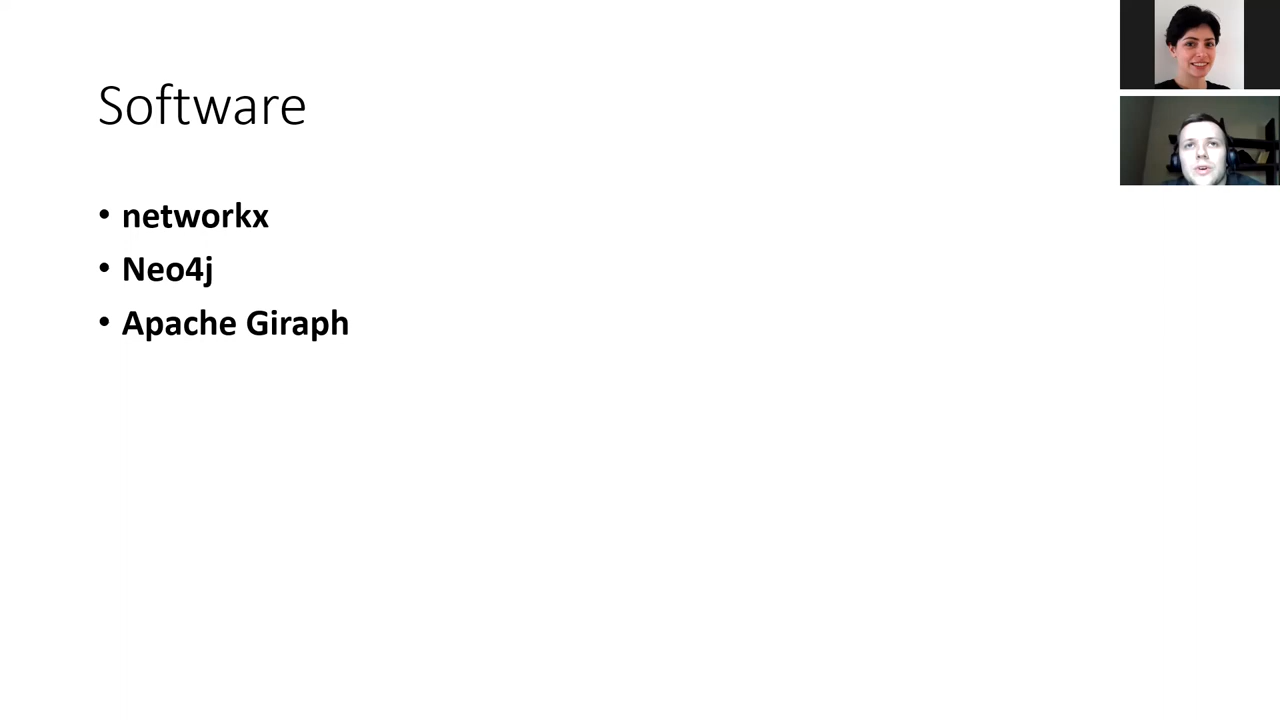 Software
• networkx
• Neo4j
• Apache Giraph